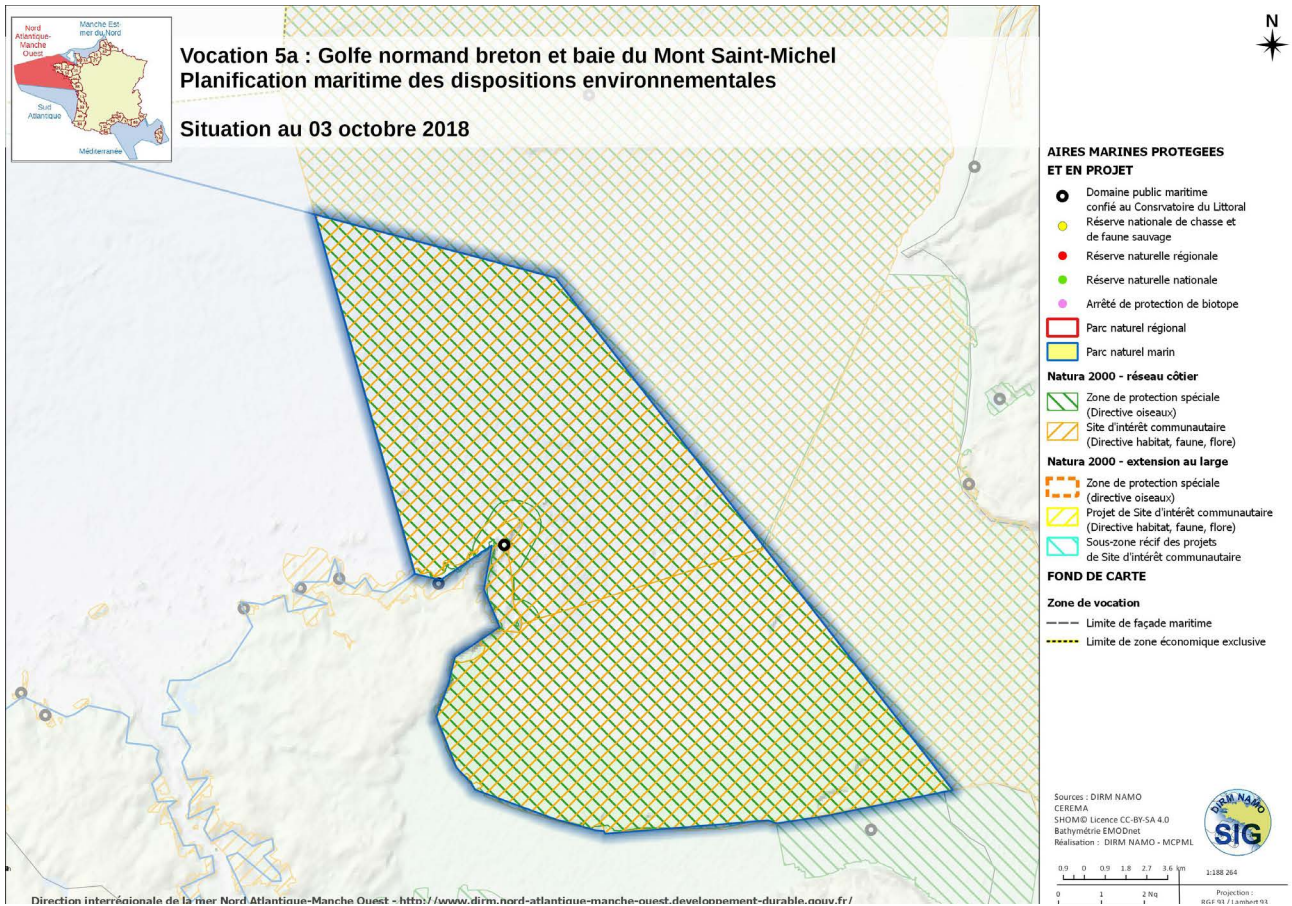 Nord
Atlantique-
Manche
Ouest
Manche Est-
mer du Nord
Sud
Atlantique
Méditerranée
Vocation 5a : Golfe normand breton et baie du Mont Saint-Michel
Planification maritime des dispositions environnementales
Situation au 03 octobre 2018
N
AIRES MARINES PROTEGEES
ET EN PROJET
Domaine public maritime
confié au Consrvatoire du Littoral
Réserve nationale de chasse et
de faune sauvage
Réserve naturelle régionale
Réserve naturelle nationale
Arrêté de protection de biotope
Parc naturel régional
Parc naturel marin
Natura 2000 - réseau côtier
Zone de protection spéciale
(Directive oiseaux)
Site d'intérêt communautaire
(Directive habitat, faune, flore)
Natura 2000 - extension au large
Zone de protection spéciale
(directive oiseaux)
Projet de Site d'intérêt communautaire
(Directive habitat, faune, flore)
Sous-zone récif des projets
de Site d'intérêt communautaire
FOND DE CARTE
Zone de vocation
Limite de façade maritime
Limite de zone économique exclusive
Sources : DIRM NAMO
CEREMA
SHOM© Licence CC-BY-SA 4.0
Bathymétrie EMODnet
Réalisation : DIRM NAMO - MCPML
DIRM NAMO
SIG
0.9 0 0.9 1.8 2.7 3.6 km
1:188 264
0 1 2 Nq
Projection :
RGF 93 / Lambert 93
Direction interrégionale de la mer Nord Atlantique-Manche Ouest - http://www.dirm.nord-atlantique-manche-ouest.developpement-durable.gouv.fr/